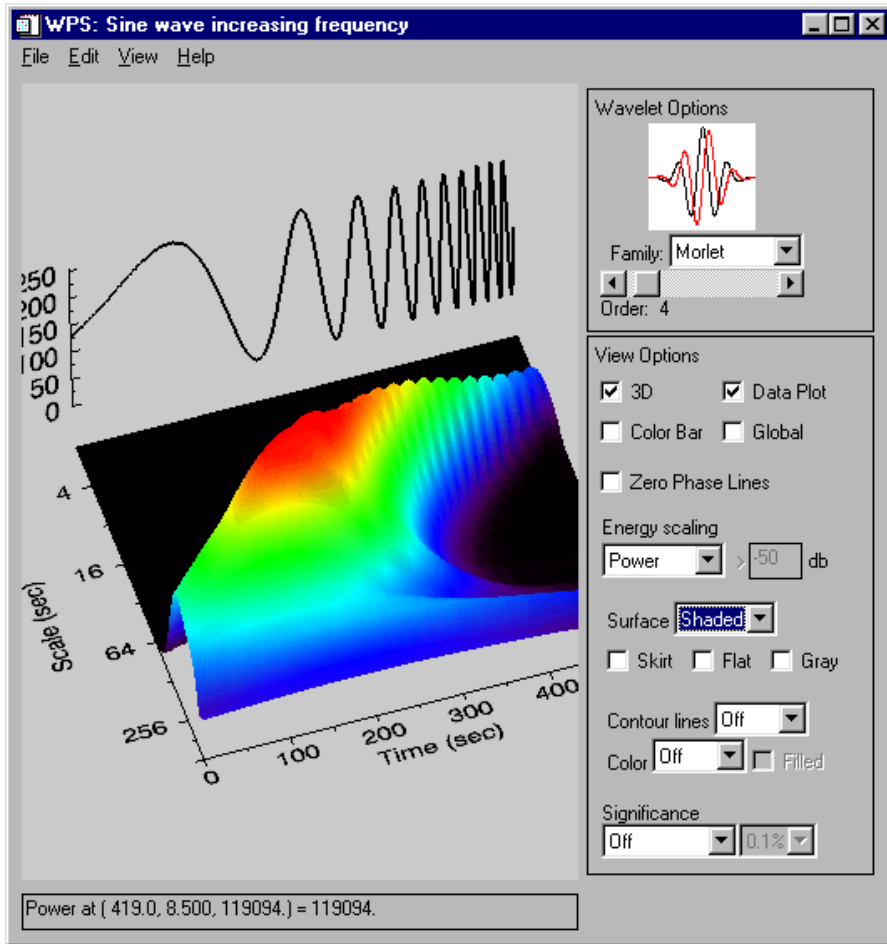 WPS: Sine wave increasing frequency
File Edit View Help
250
200
150
100
50
0
4
16
64
256
Scale (sec)
0 100 200 300 400
Time (sec)
Wavelet Options
Family: Morlet
Order: 4
View Options
3D Data Plot
Color Bar Global
Zero Phase Lines
Energy scaling
Power > -50 db
Surface Shaded
Skirt Flat Gray
Contour lines Off
Color Off Filled
Significance
Off 0.1%
Power at ( 419.0, 8.500, 119094.) = 119094.